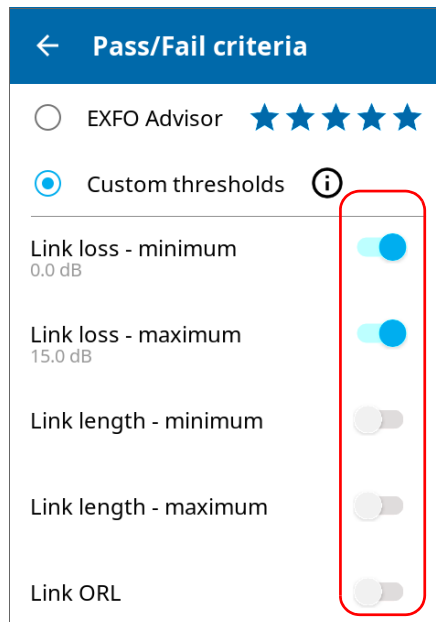 Pass/Fail criteria
EXFO Advisor
Custom thresholds
Link loss - minimum
0.0 dB
Link loss - maximum
15.0 dB
Link length - minimum
Link length - maximum
Link ORL